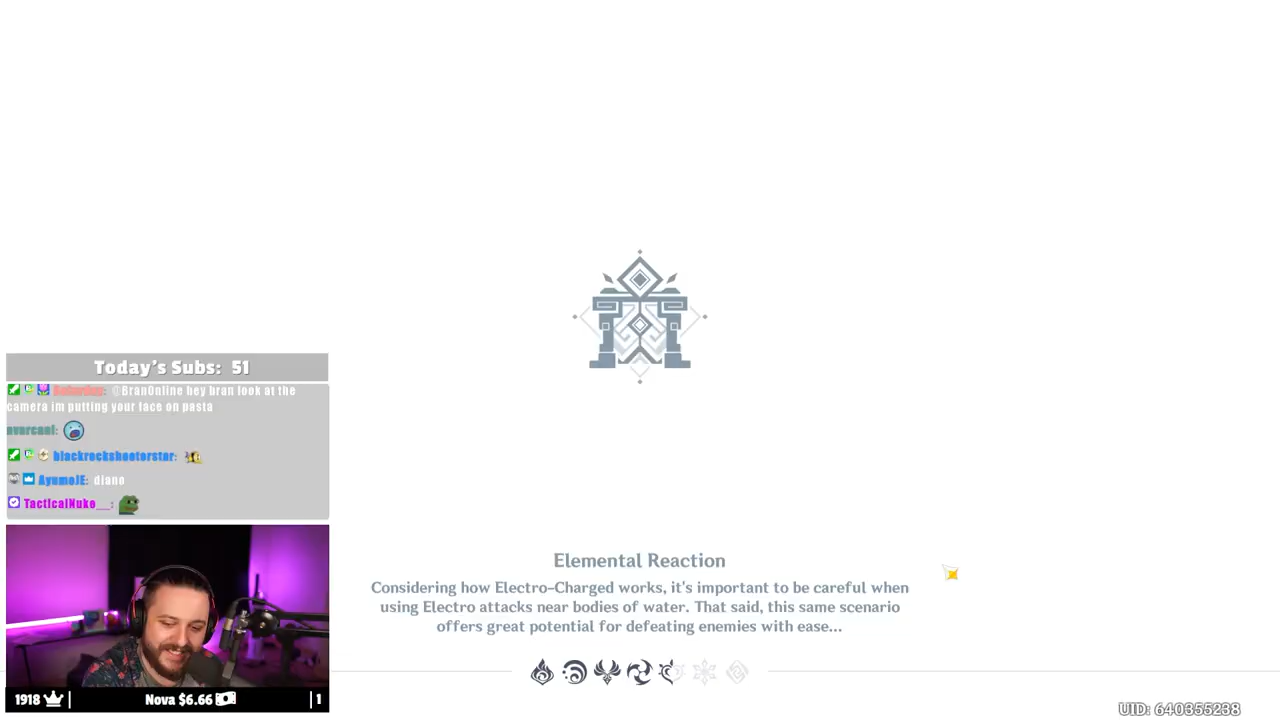 Today's Subs: 51
@BranOnline hey bran look at the
camera im putting your face on pasta
blackrockshooterstar:
AyumoJE: diano
TacticalNuko__:
Elemental Reaction
Considering how Electro-Charged works, it's important to be careful when
using Electro attacks near bodies of water. That said, this same scenario
offers great potential for defeating enemies with ease...
1918
Nova $6.66
1
UID: 640355238